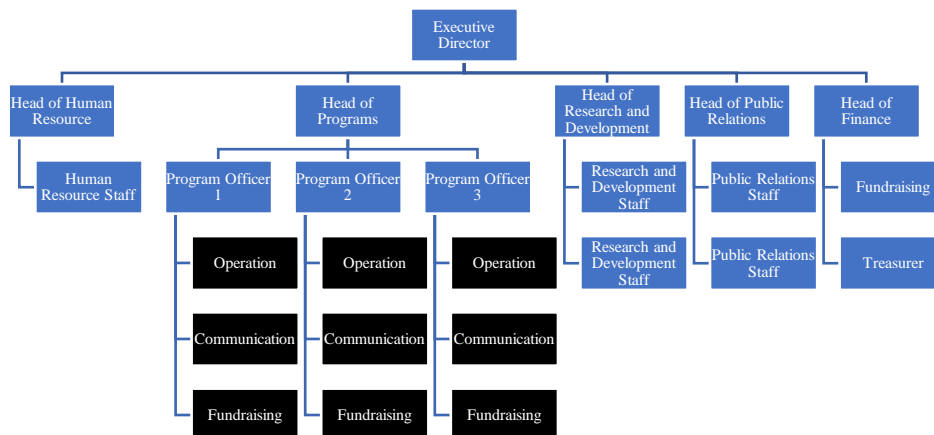 Executive
Director
Head of Human
Resource
Head of
Programs
Head of
Research and
Development
Head of Public
Relations
Head of
Finance
Human
Resource Staff
Program Officer
1
Program Officer
2
Program Officer
3
Research and
Development
Staff
Public Relations
Staff
Fundraising
Operation
Operation
Operation
Research and
Development
Staff
Public Relations
Staff
Treasurer
Communication
Communication
Communication
Fundraising
Fundraising
Fundraising